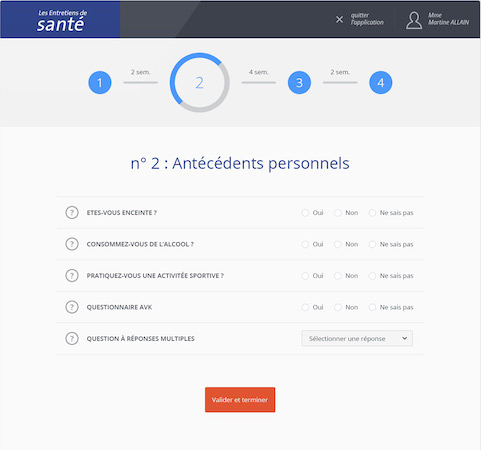 Les Entretiens de
santé
quitter
l'application
Mme
Martine ALLAIN
1
2 sem.
2
4 sem.
3
2 sem.
4
n° 2 : Antécédents personnels
? ETES-VOUS ENCEINTE ? Oui Non Ne sais pas
? CONSOMMEZ-VOUS DE L'ALCOOL ? Oui Non Ne sais pas
? PRATIQUEZ-VOUS UNE ACTIVITÉE SPORTIVE ? Oui Non Ne sais pas
? QUESTIONNAIRE AVK Oui Non Ne sais pas
? QUESTION À RÉPONSES MULTIPLES Sélectionner une réponse
Valider et terminer